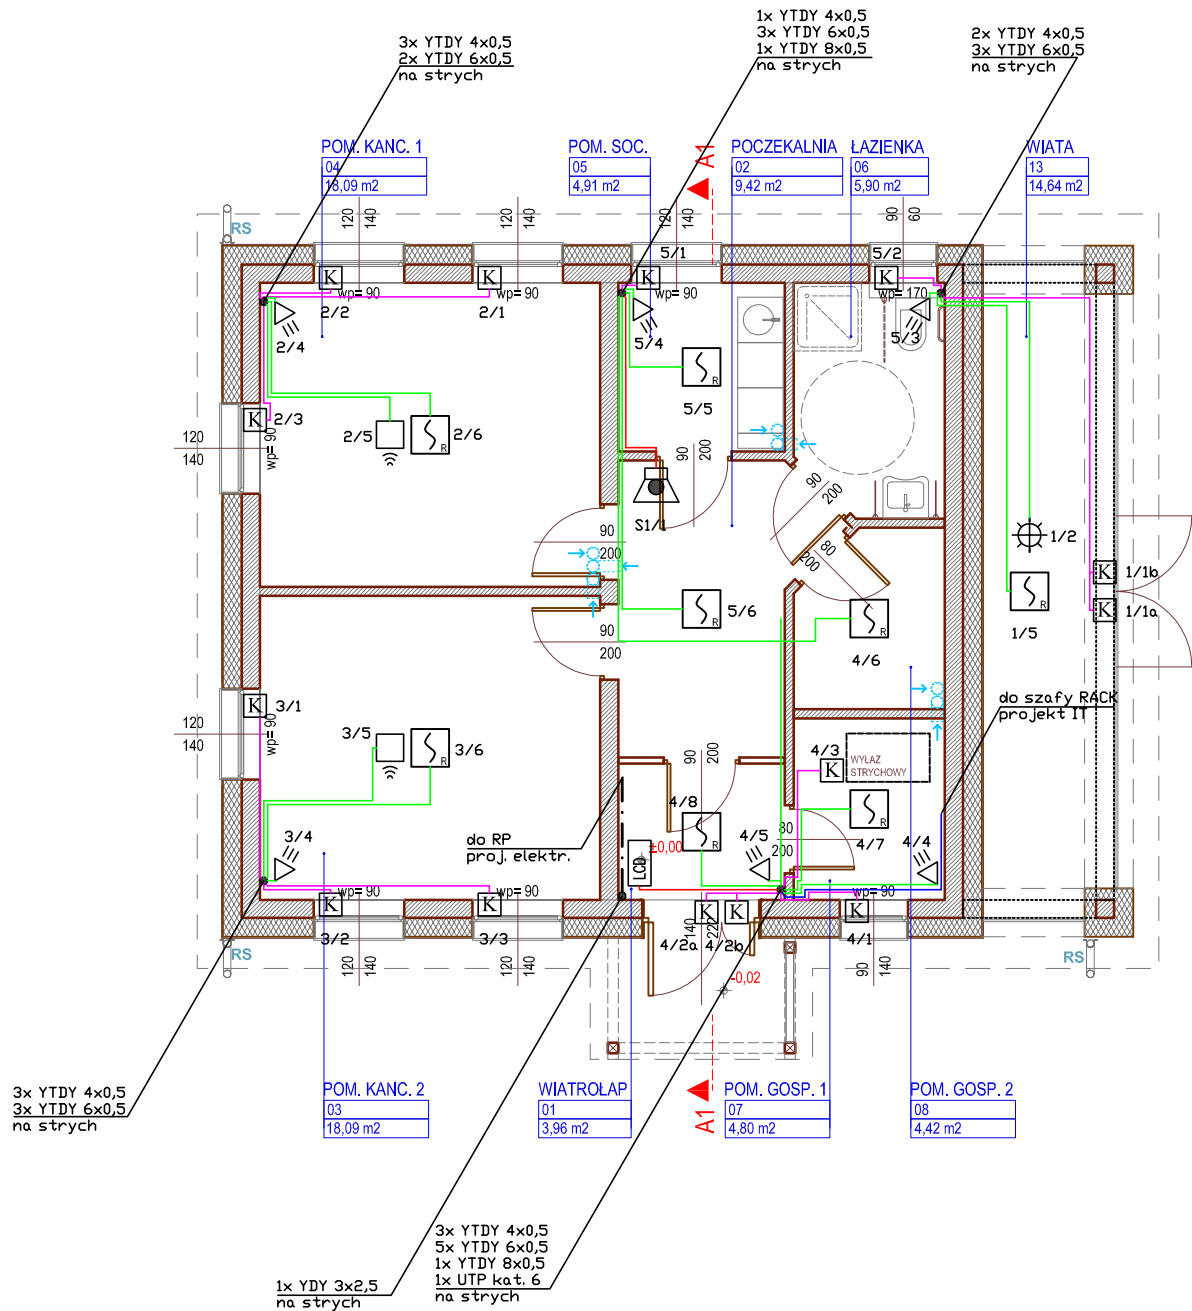 3x YTDY 4x0,5
2x YTDY 6x0,5
na strych
1x YTDY 4x0,5
3x YTDY 6x0,5
1x YTDY 8x0,5
na strych
2x YTDY 4x0,5
3x YTDY 6x0,5
na strych
POM. KANC. 1
04
18,09 m2
POM. SOC.
05
4,91 m2
A1
POCZEKALNIA
02
9,42 m2
ŁAZIENKA
06
5,90 m2
WIATA
13
14,64 m2
RS
120
140
120
140
120
140
90
60
5/1
5/2
K
K
K
K
wp= 90
wp= 90
wp= 90
wp= 170
2/2
2/1
2/4
5/4
5/3
R
5/5
K
2/3
120
140
wp= 90
2/5
R
2/6
90
200
90
200
S1/1
90
200
80
200
1/2
90
200
K
1/1b
K
1/1a
R
1/5
R
5/6
R
4/6
90
200
do szafy RACK
projekt IT
K
3/1
120
140
wp= 90
3/5
R
3/6
90
200
4/3
K
WYŁAZ
STRYCHOWY
4/8
R
±0,00
R
4/7
80
200
do RP
proj. elektr.
LCD
3/4
4/5
4/4
wp= 90
wp= 90
wp= 90
K
K
K
K
K
3/2
3/3
4/2a
4/2b
4/1
140
220
RS
RS
120
140
120
140
90
140
-0,02
3x YTDY 4x0,5
3x YTDY 6x0,5
na strych
POM. KANC. 2
03
18,09 m2
WIATROŁAP
01
3,96 m2
A1
POM. GOSP. 1
07
4,80 m2
POM. GOSP. 2
08
4,42 m2
1x YDY 3x2,5
na strych
3x YTDY 4x0,5
5x YTDY 6x0,5
1x YTDY 8x0,5
1x UTP kat. 6
na strych